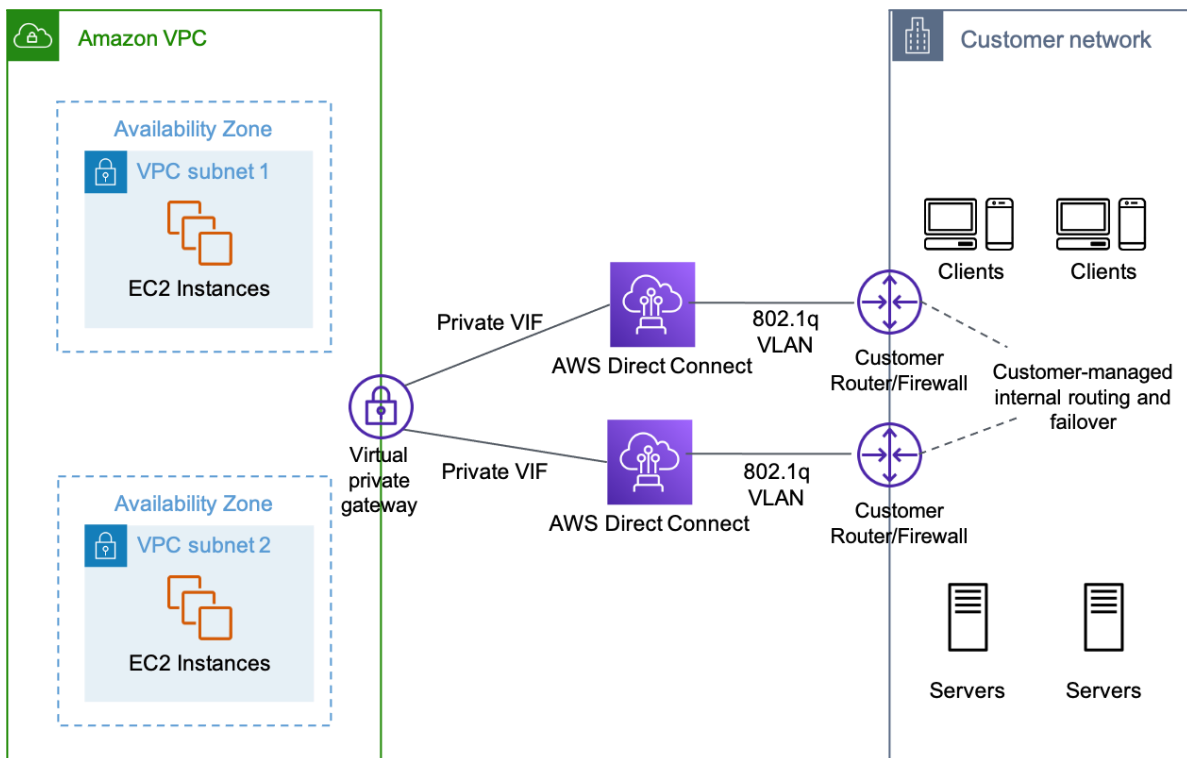 Amazon VPC
Customer network
Availability Zone
VPC subnet 1
EC2 Instances
Clients
Clients
Private VIF
802.1q
VLAN
AWS Direct Connect
Customer
Router/Firewall
Customer-managed
internal routing and
failover
Virtual
private
gateway
Private VIF
802.1q
VLAN
AWS Direct Connect
Customer
Router/Firewall
Availability Zone
VPC subnet 2
EC2 Instances
Servers
Servers